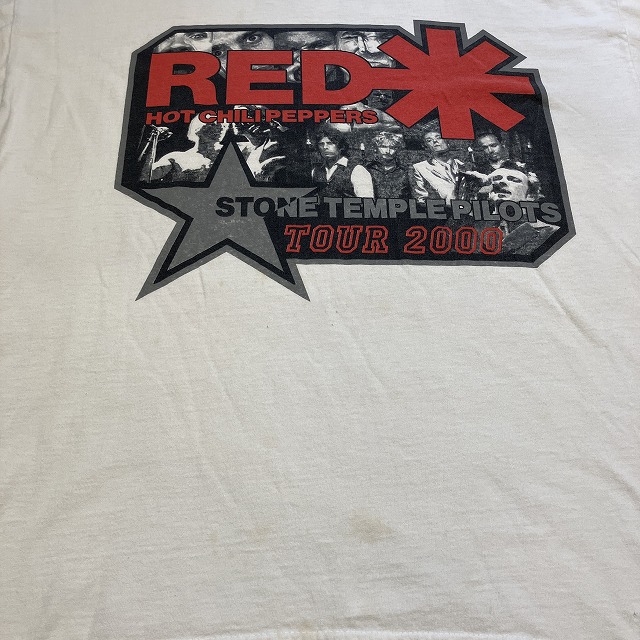 RED
HOT CHILI PEPPERS
STONE TEMPLE PILOTS
TOUR 2000